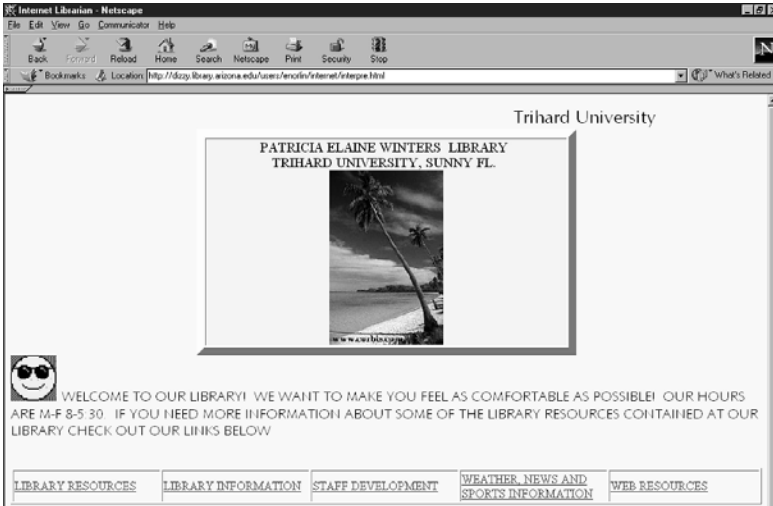 Internet Librarian - Netscape
File Edit View Go Communicator Help
Back Forward Reload Home Search Netscape Print Security Stop
Bookmarks Location: http://dizzy.library.arizona.edu/users/enorlin/internet/interpre.html What's Related
Trihard University
PATRICIA ELAINE WINTERS LIBRARY
TRIHARD UNIVERSITY, SUNNY FL.
www.corbis.com
WELCOME TO OUR LIBRARY! WE WANT TO MAKE YOU FEEL AS COMFORTABLE AS POSSIBLE! OUR HOURS
ARE M-F 8-5:30. IF YOU NEED MORE INFORMATION ABOUT SOME OF THE LIBRARY RESOURCES CONTAINED AT OUR
LIBRARY CHECK OUT OUR LINKS BELOW
LIBRARY RESOURCES LIBRARY INFORMATION STAFF DEVELOPMENT WEATHER, NEWS AND WEB RESOURCES
SPORTS INFORMATION